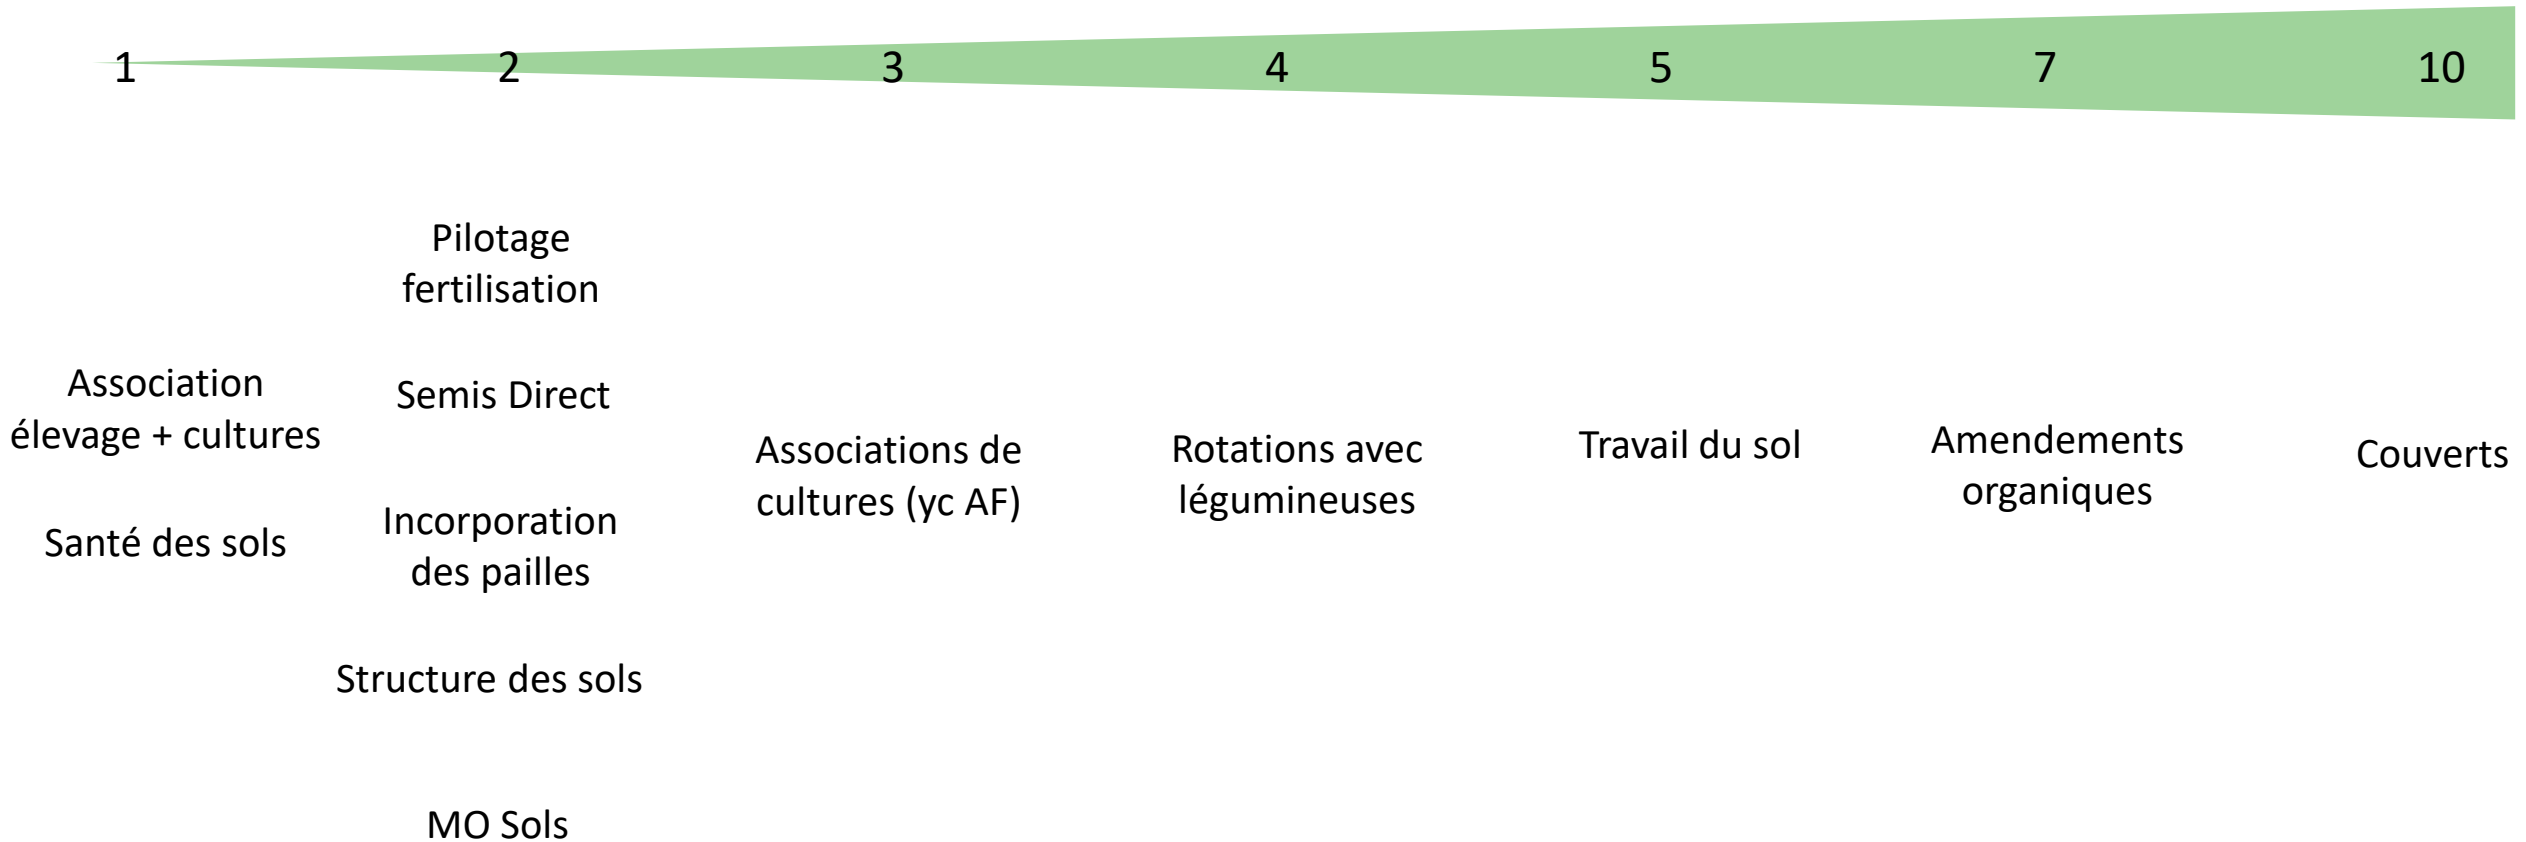 1 2 3 4 5 7 10
Association
élevage + cultures
Santé des sols
Pilotage
fertilisation
Semis Direct
Incorporation
des pailles
Structure des sols
MO Sols
Associations de
cultures (yc AF)
Rotations avec
légumineuses
Travail du sol
Amendements
organiques
Couverts